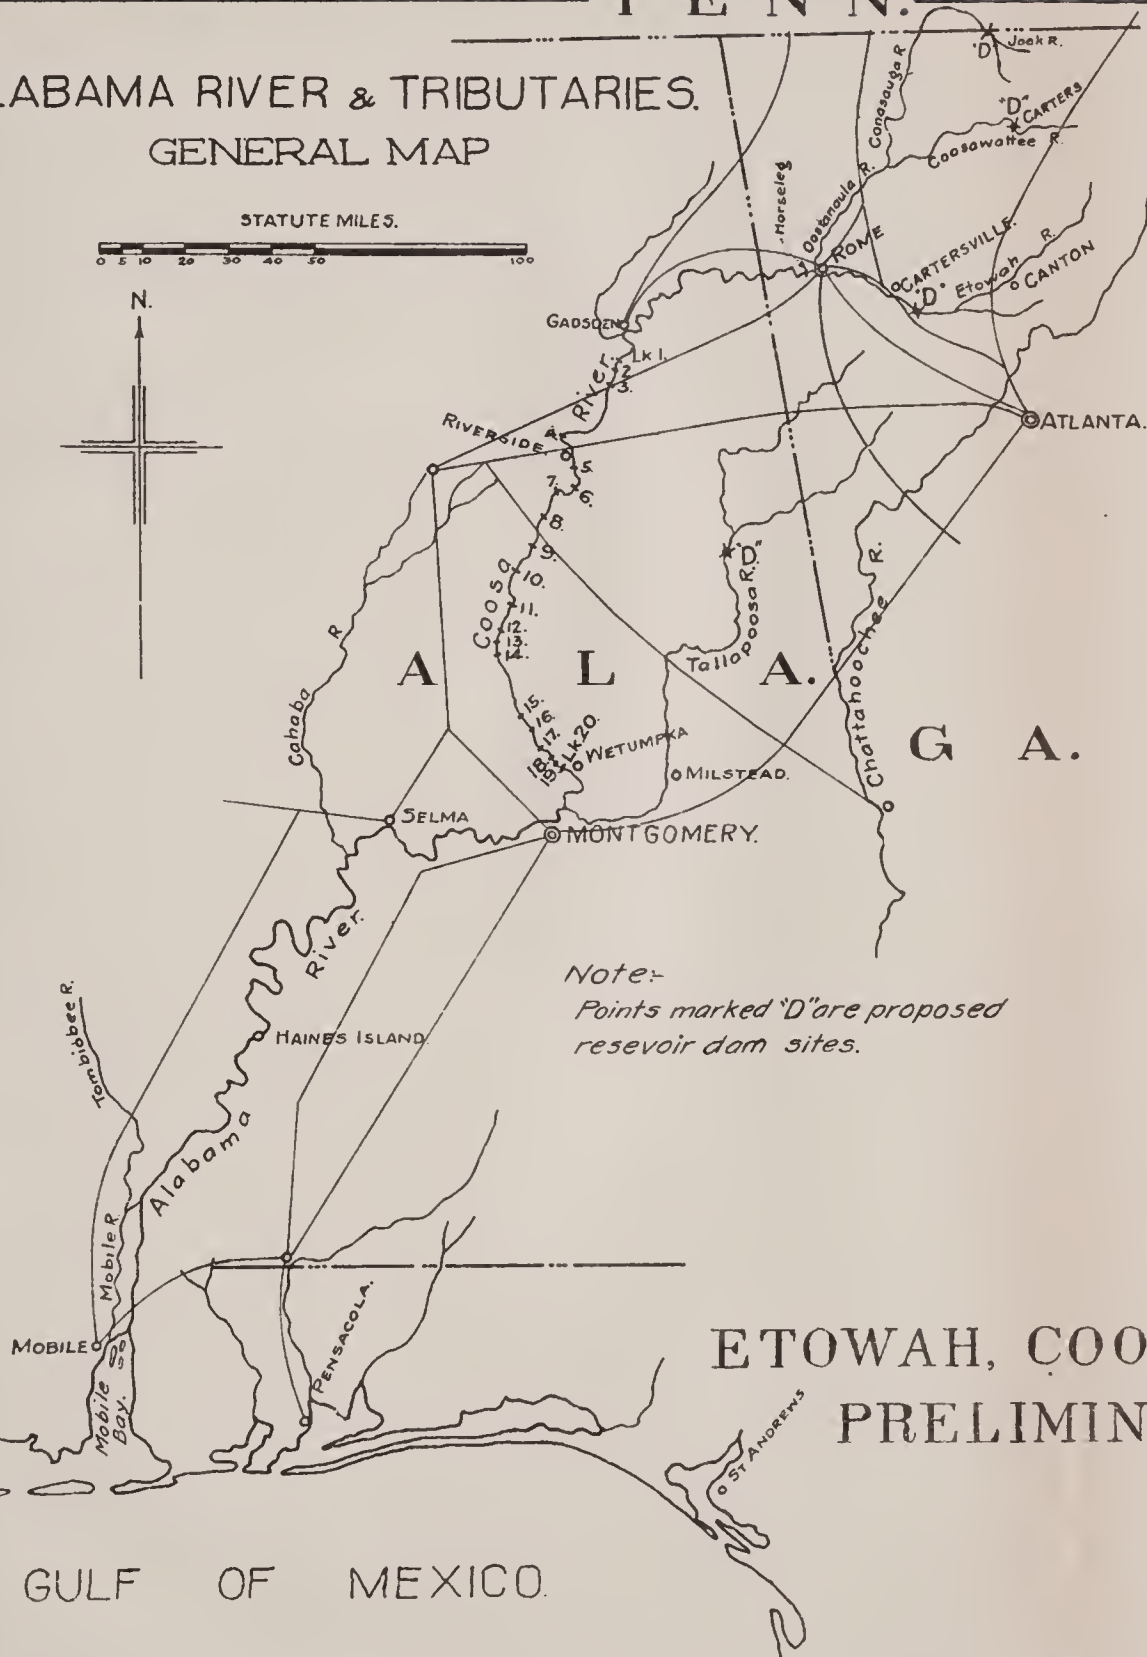 TENN.
LABAMA RIVER & TRIBUTARIES.
GENERAL MAP
STATUTE MILES.
0 5 10 20 30 40 50 100
N.
"D" Jack R.
Conasauga R
"D" CARTERS
Coosawattee R.
Horseleg
Oostanaula R.
ROME
CARTERSVILLE.
"D" Etowah R.
CANTON
GADSDEN
River.
Lk 1.
2
3.
RIVERSIDE.
4.
5.
6.
7.
8.
9.
10.
11.
12.
13.
14.
15.
16.
17.
18.
19
Lk 20.
Coosa
ATLANTA.
"D"
Tallapoosa R.
Chattahoochee R.
Cahaba R
A L A.
G A.
WETUMPKA
MILSTEAD.
SELMA
MONTGOMERY.
River.
Note:-
Points marked "D" are proposed
resevoir dam sites.
Tombidbee R.
HAINES ISLAND.
Alabama
Mobile R.
MOBILE
PENSACOLA.
Mobile
Bay.
ETOWAH, COO
PRELIMIN
ST ANDREWS
GULF OF MEXICO.